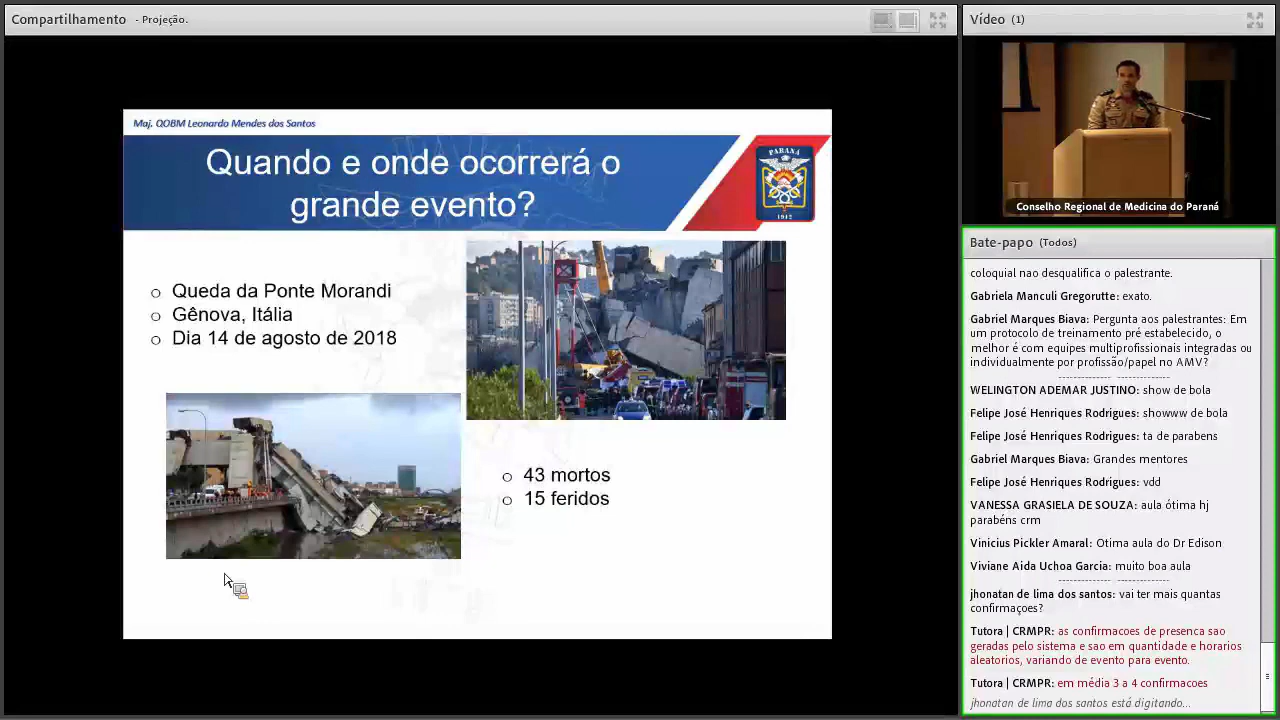 Compartilhamento - Projeção.
Maj. QOBM Leonardo Mendes dos Santos
Quando e onde ocorrerá o
grande evento?
PARANÁ
1912
Queda da Ponte Morandi
Gênova, Itália
Dia 14 de agosto de 2018
43 mortos
15 feridos
Vídeo (1)
Conselho Regional de Medicina do Paraná
Bate-papo (Todos)
coloquial nao desqualifica o palestrante.
Gabriela Manculi Gregorutte: exato.
Gabriel Marques Biava: Pergunta aos palestrantes: Em
um protocolo de treinamento pré estabelecido, o
melhor é com equipes multiprofissionais integradas ou
individualmente por profissão/papel no AMV?
WELINGTON ADEMAR JUSTINO: show de bola
Felipe José Henriques Rodrigues: showww de bola
Felipe José Henriques Rodrigues: ta de parabens
Gabriel Marques Biava: Grandes mentores
Felipe José Henriques Rodrigues: vdd
VANESSA GRASIELA DE SOUZA: aula ótima hj
parabéns crm
Vinicius Pickler Amaral: Otima aula do Dr Edison
Viviane Aida Uchoa Garcia: muito boa aula
jhonatan de lima dos santos: vai ter mais quantas
confirmaçoes?
Tutora | CRMPR: as confirmacoes de presenca sao
geradas pelo sistema e sao em quantidade e horarios
aleatorios, variando de evento para evento.
Tutora | CRMPR: em média 3 a 4 confirmacoes
jhonatan de lima dos santos está digitando...